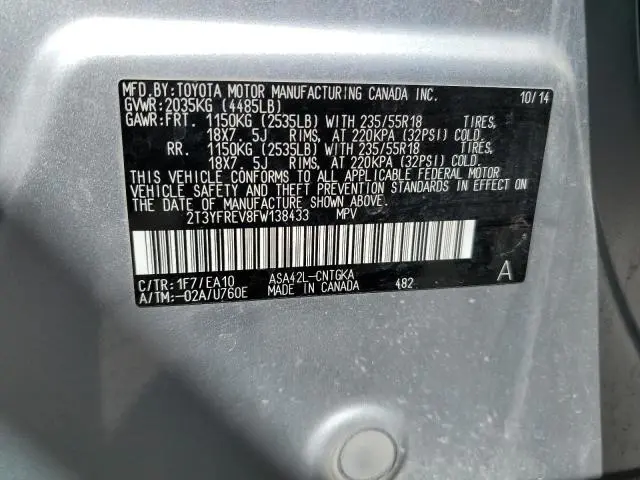 MFD.BY:TOYOTA MOTOR MANUFACTURING CANADA INC. 10/14
GVWR:2035KG (4485LB)
GAWR:FRT. 1150KG (2535LB) WITH 235/55R18 TIRES,
18X7.5J RIMS, AT 220KPA (32PSI) COLD.
RR. 1150KG (2535LB) WITH 235/55R18 TIRES,
18X7.5J RIMS, AT 220KPA (32PSI) COLD.
THIS VEHICLE CONFORMS TO ALL APPLICABLE FEDERAL MOTOR
VEHICLE SAFETY AND THEFT PREVENTION STANDARDS IN EFFECT ON
THE DATE OF MANUFACTURE SHOWN ABOVE.
2T3YFREV8FW138433 MPV
C/TR:1F7/EA10 ASA42L-CNTGKA A
A/TM:-02A/U760E MADE IN CANADA 482